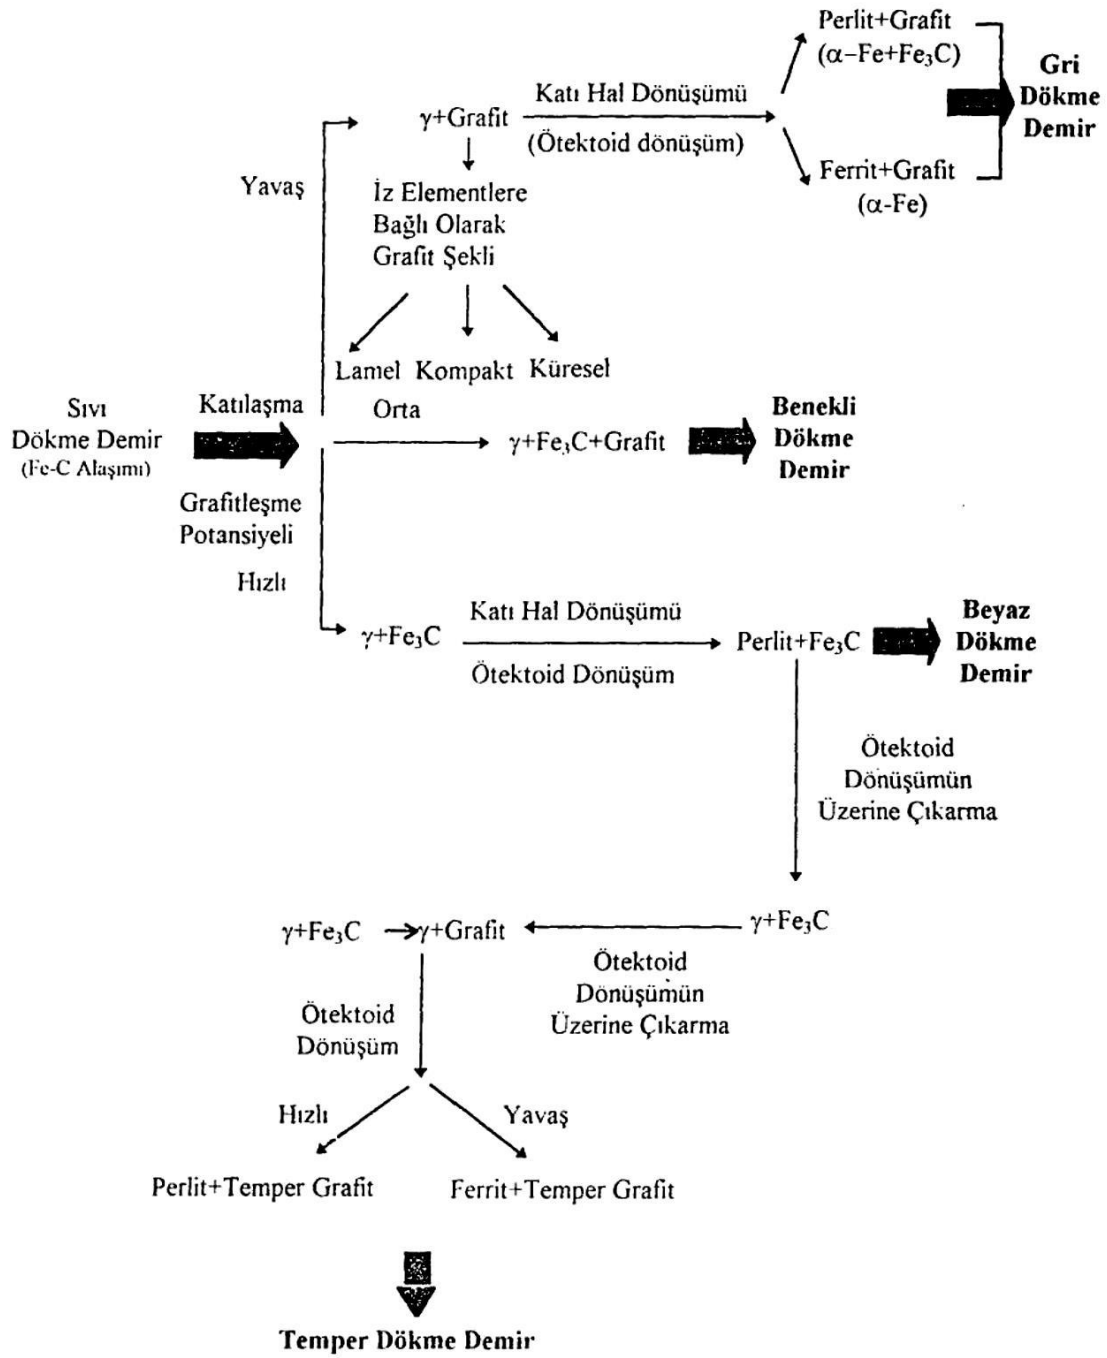 Perlit+Grafit
(α–Fe+Fe₃C)
Gri
Dökme
Demir
Katı Hal Dönüşümü
γ+Grafit
(Ötektoid dönüşüm)
Ferrit+Grafit
(α-Fe)
Yavaş
İz Elementlere
Bağlı Olarak
Grafit Şekli
Lamel Kompakt Küresel
Sıvı
Dökme Demir
(Fe-C Alaşımı)
Katılaşma
Grafitleşme
Potansiyeli
Orta
γ+Fe₃C+Grafit
Benekli
Dökme
Demir
Hızlı
γ+Fe₃C
Katı Hal Dönüşümü
Ötektoid Dönüşüm
Perlit+Fe₃C
Beyaz
Dökme
Demir
Ötektoid
Dönüşümün
Üzerine Çıkarma
γ+Fe₃C
Ötektoid
Dönüşümün
Üzerine Çıkarma
γ+Fe₃C
γ+Grafit
Ötektoid
Dönüşüm
Hızlı
Yavaş
Perlit+Temper Grafit
Ferrit+Temper Grafit
Temper Dökme Demir